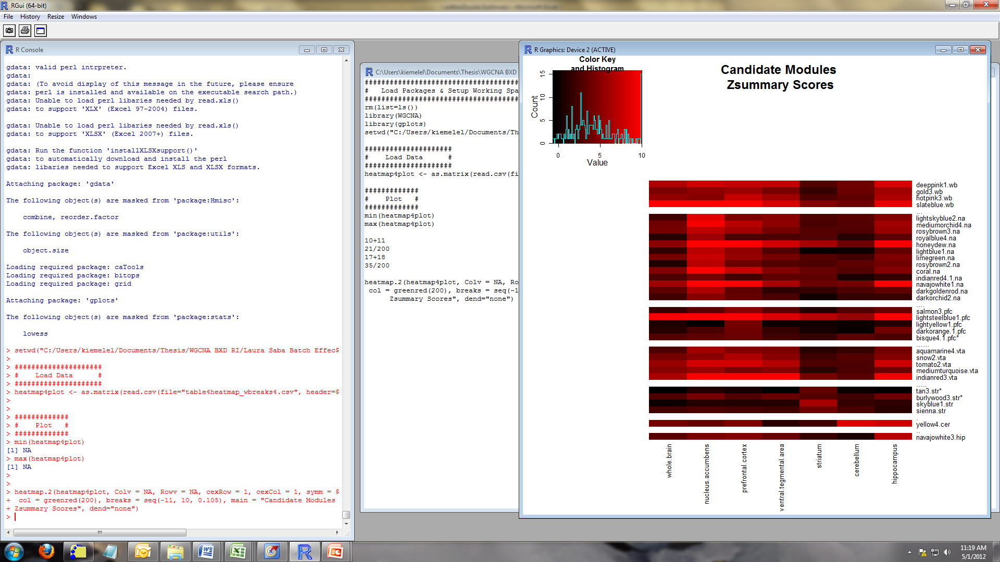 RGui (64-bit)
File History Resize Windows
R Console
gdata: valid perl intrpreter.
gdata:
gdata: (To avoid display of this message in the future, please ensure
gdata: perl is installed and available on the executable search path.)
gdata: Unable to load perl libaries needed by read.xls()
gdata: to support 'XLX' (Excel 97-2004) files.
gdata: Unable to load perl libaries needed by read.xls()
gdata: to support 'XLSX' (Excel 2007+) files.
gdata: Run the function 'installXLSXsupport()'
gdata: to automatically download and install the perl
gdata: libaries needed to support Excel XLS and XLSX formats.
Attaching package: 'gdata'
The following object(s) are masked from 'package:Hmisc':
combine, reorder.factor
The following object(s) are masked from 'package:utils':
object.size
Loading required package: caTools
Loading required package: bitops
Loading required package: grid
Attaching package: 'gplots'
The following object(s) are masked from 'package:stats':
lowess
> setwd("C:/Users/kiemelel/Documents/Thesis/WGCNA BXD RI/Laura Saba Batch Effec$
>
> #####################
> #    Load Data       #
> #####################
> heatmap4plot <- as.matrix(read.csv(file="table4heatmap_wbreaks4.csv", header=$
>
>
> #############
> #    Plot   #
> #############
> min(heatmap4plot)
[1] NA
> max(heatmap4plot)
[1] NA
>
>
> heatmap.2(heatmap4plot, Colv = NA, Rowv = NA, cexRow = 1, cexCol = 1, symm = $
+ col = greenred(200), breaks = seq(-11, 10, 0.105), main = "Candidate Modules
+ Zsummary Scores", dend="none")
>
C:\Users\kiemelel\Documents\Thesis\WGCNA BXD
#####################################
#   Load Packages & Setup Working Spa
#####################################
rm(list=ls())
library(WGCNA)
library(gplots)
setwd("C:/Users/kiemelel/Documents/Th
#####################
#    Load Data      #
#####################
heatmap4plot <- as.matrix(read.csv(fi
#############
#    Plot   #
#############
min(heatmap4plot)
max(heatmap4plot)
10+11
21/200
17+18
35/200
heatmap.2(heatmap4plot, Colv = NA, Ro
col = greenred(200), breaks = seq(-1
Zsummary Scores", dend="none")
R Graphics: Device 2 (ACTIVE)
Color Key
and Histogram
Count
0 5 10 15
0 5 10
Value
Candidate Modules
Zsummary Scores
deeppink1.wb
gold3.wb
hotpink3.wb
slateblue.wb
...
lightskyblue2.na
mediumorchid4.na
rosybrown3.na
royalblue4.na
honeydew.na
lightblue1.na
limegreen.na
rosybrown2.na
coral.na
indianred4.1.na
navajowhite1.na
darkgoldenrod.na
darkorchid2.na
....
salmon3.pfc
lightsteelblue1.pfc
lightyellow1.pfc
darkorange.1.pfc
bisque4.1.pfc*
......
aquamarine4.vta
snow2.vta
tomato2.vta
mediumturquoise.vta
indianred3.vta
.....
tan3.str*
burlywood3.str*
skyblue1.str
sienna.str
.
yellow4.cer
..
navajowhite3.hip
whole.brain
nucleus.accumbens
prefrontal.cortex
ventral.tegmental.area
striatum
cerebellum
hippocampus
11:19 AM
5/1/2012